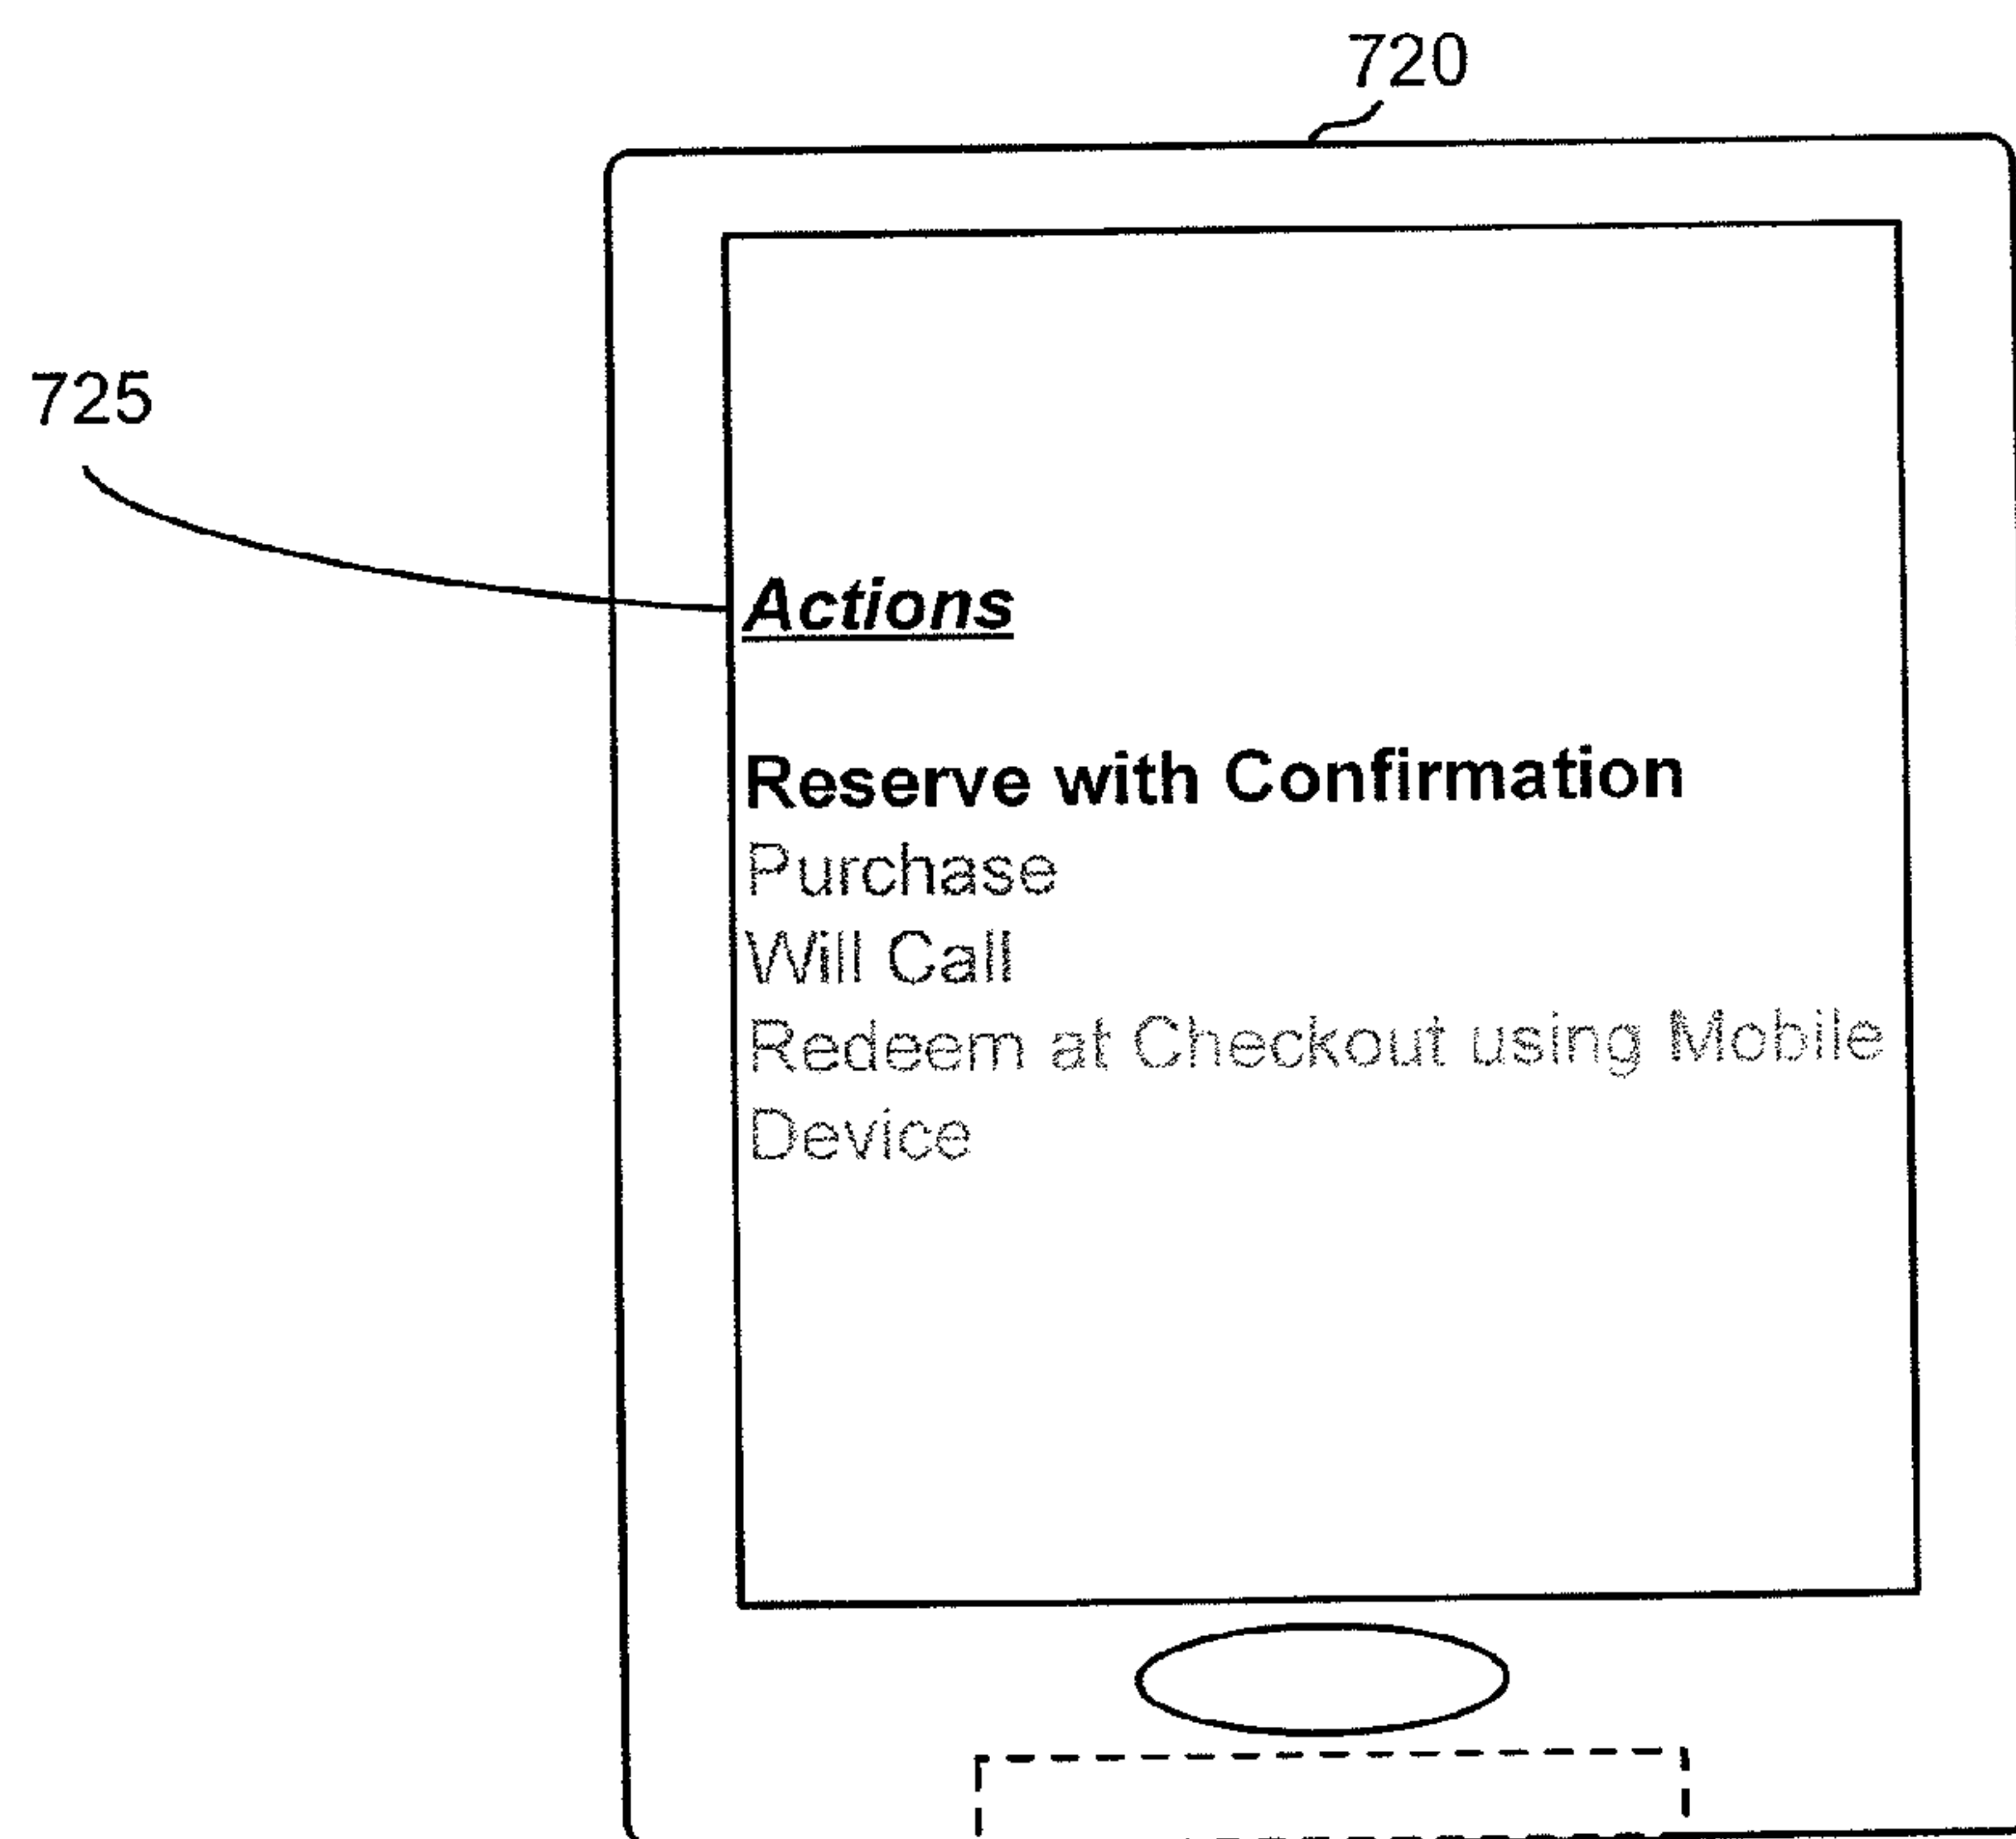 720
725
Actions
Reserve with Confirmation
Purchase
Will Call
Redeem at Checkout using Mobile
Device